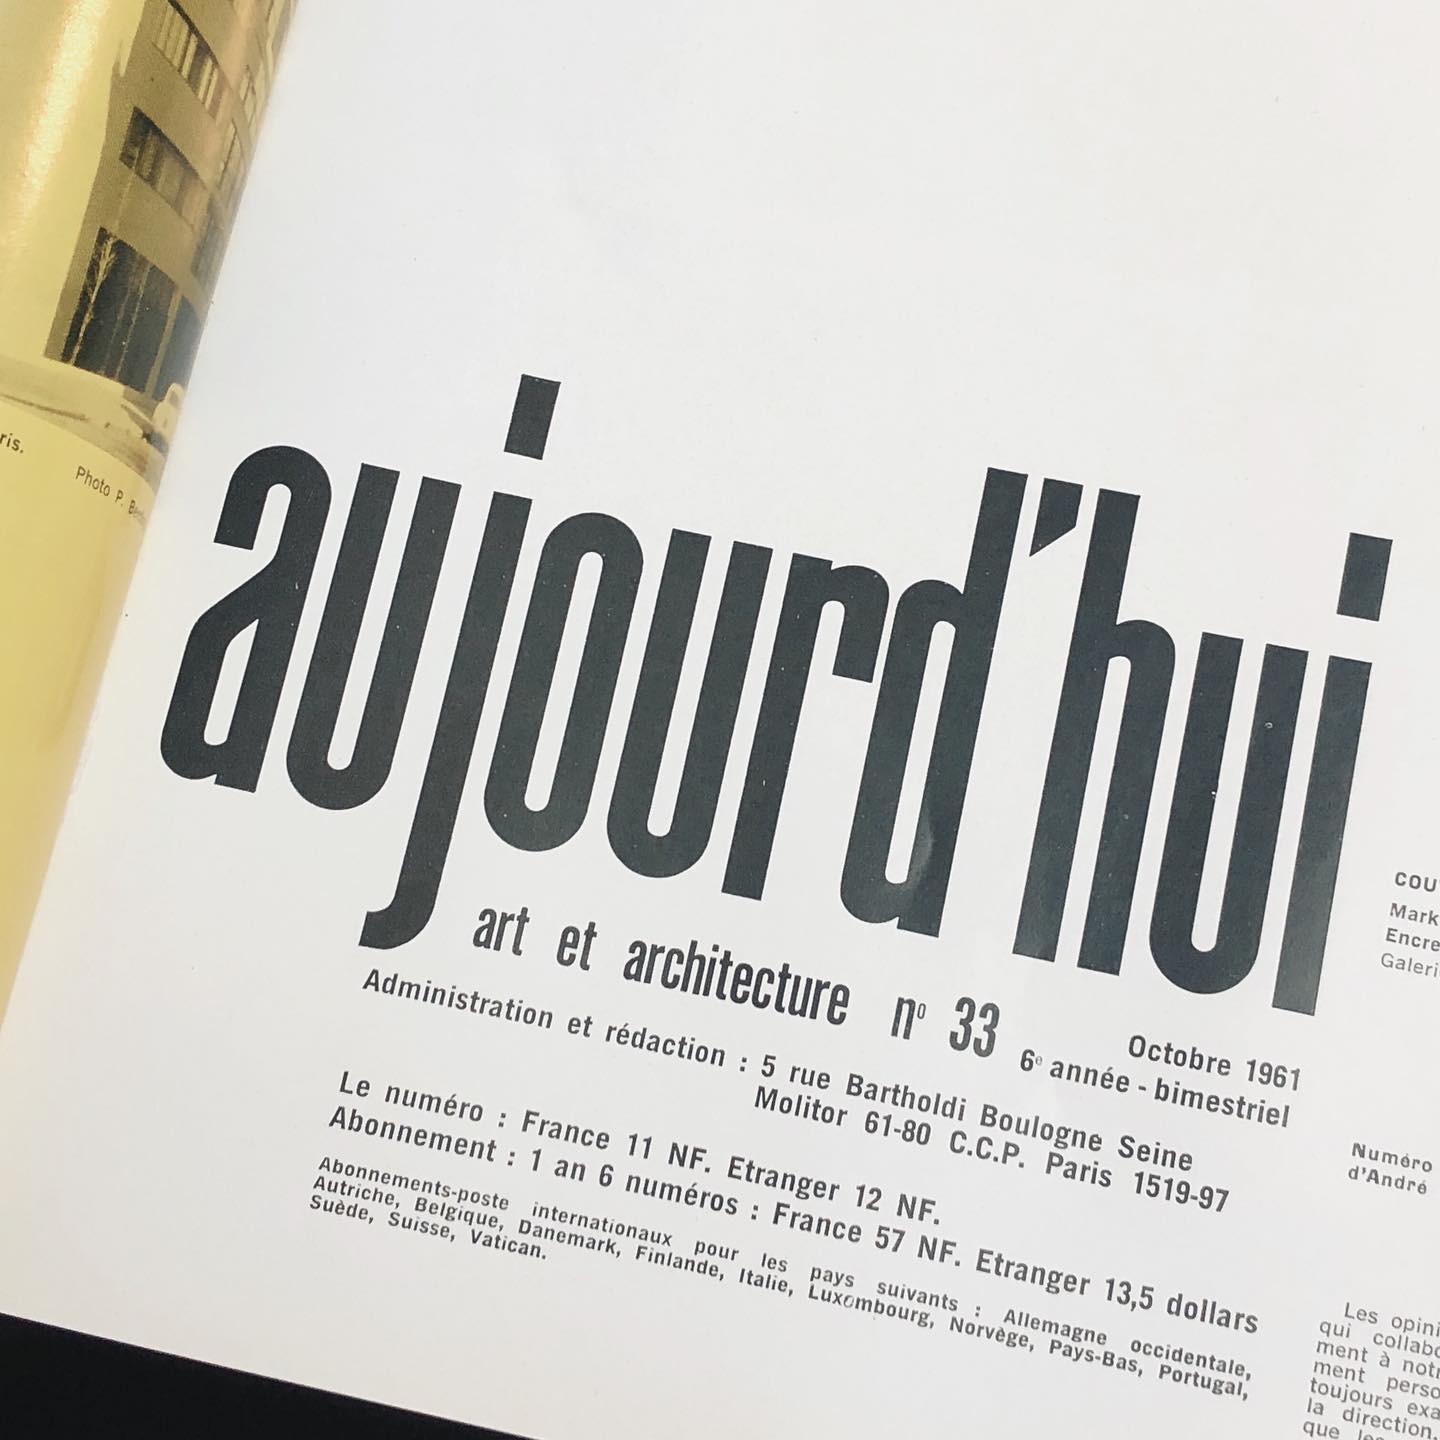 ris.
Photo P.
aujourd'hui
art et architecture n° 33
Octobre 1961
6e année - bimestriel
Administration et rédaction : 5 rue Bartholdi Boulogne Seine
Molitor 61-80 C.C.P. Paris 1519-97
Le numéro : France 11 NF. Etranger 12 NF.
Abonnement : 1 an 6 numéros : France 57 NF. Etranger 13,5 dollars
Abonnements-poste internationaux pour les pays suivants : Allemagne occidentale,
Autriche, Belgique, Danemark, Finlande, Italie, Luxembourg, Norvège, Pays-Bas, Portugal,
Suède, Suisse, Vatican.
COU
Mark
Encre
Galeri
Numéro
d'André
Les opini
qui collabo
ment à notr
ment perso
toujours exa
la direction.
que les